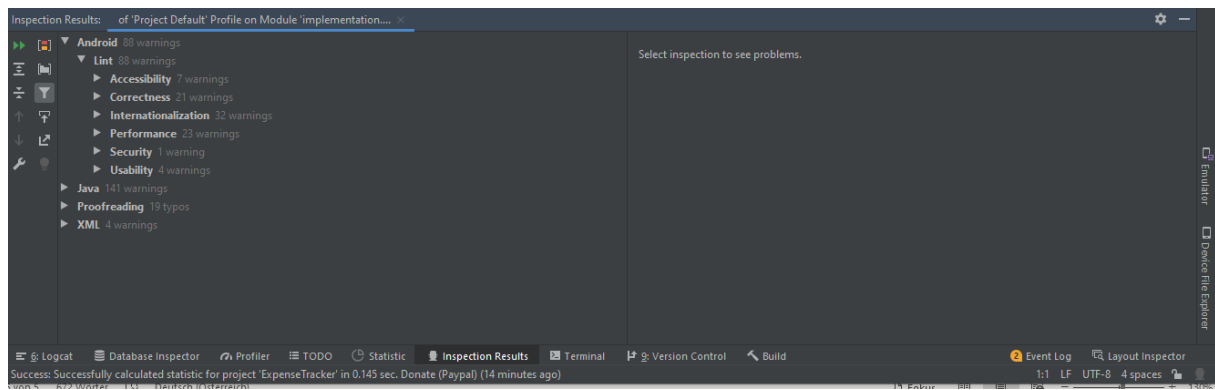 Inspection Results: of 'Project Default' Profile on Module 'implementation....
Android 88 warnings
Lint 88 warnings
Accessibility 7 warnings
Correctness 21 warnings
Internationalization 32 warnings
Performance 23 warnings
Security 1 warning
Usability 4 warnings
Java 141 warnings
Proofreading 19 typos
XML 4 warnings
Select inspection to see problems.
Emulator
Device File Explorer
6: Logcat Database Inspector Profiler TODO Statistic Inspection Results Terminal 9: Version Control Build 2 Event Log Layout Inspector
Success: Successfully calculated statistic for project 'ExpenseTracker' in 0.145 sec. Donate (Paypal) (14 minutes ago) 1:1 LF UTF-8 4 spaces
von 5 672 Wörter Deutsch (Österreich) Fokus 130%